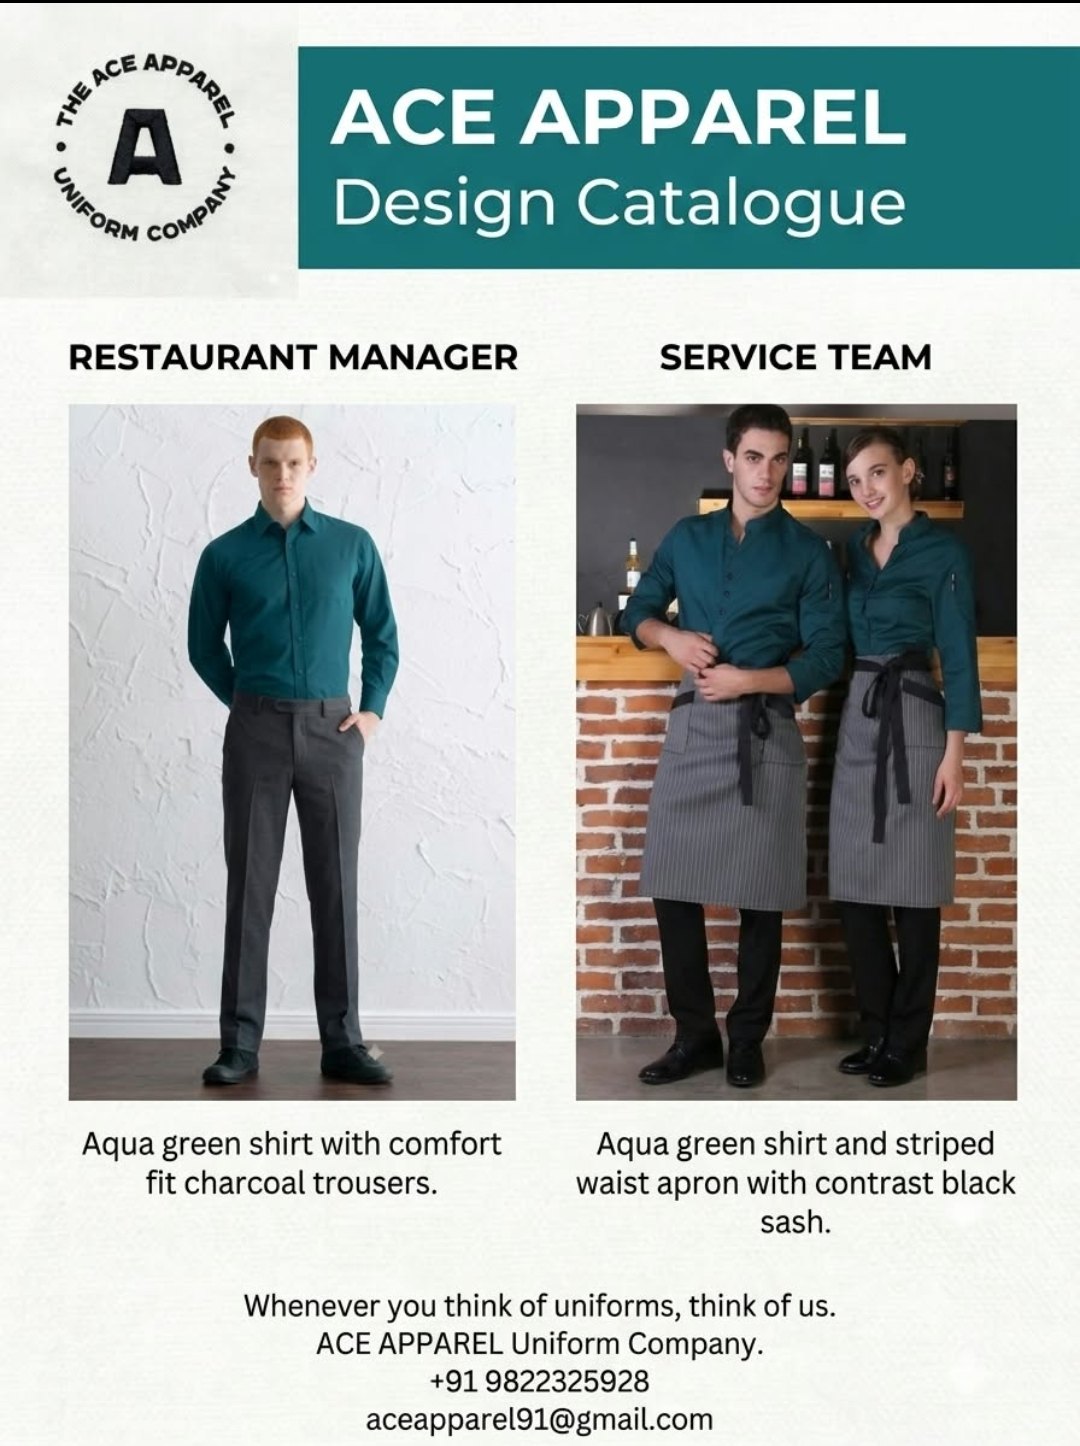 THE ACE APPAREL
UNIFORM COMPANY
A
ACE APPAREL
Design Catalogue
RESTAURANT MANAGER
SERVICE TEAM
Aqua green shirt with comfort
fit charcoal trousers.
Aqua green shirt and striped
waist apron with contrast black
sash.
Whenever you think of uniforms, think of us.
ACE APPAREL Uniform Company.
+91 9822325928
aceapparel91@gmail.com